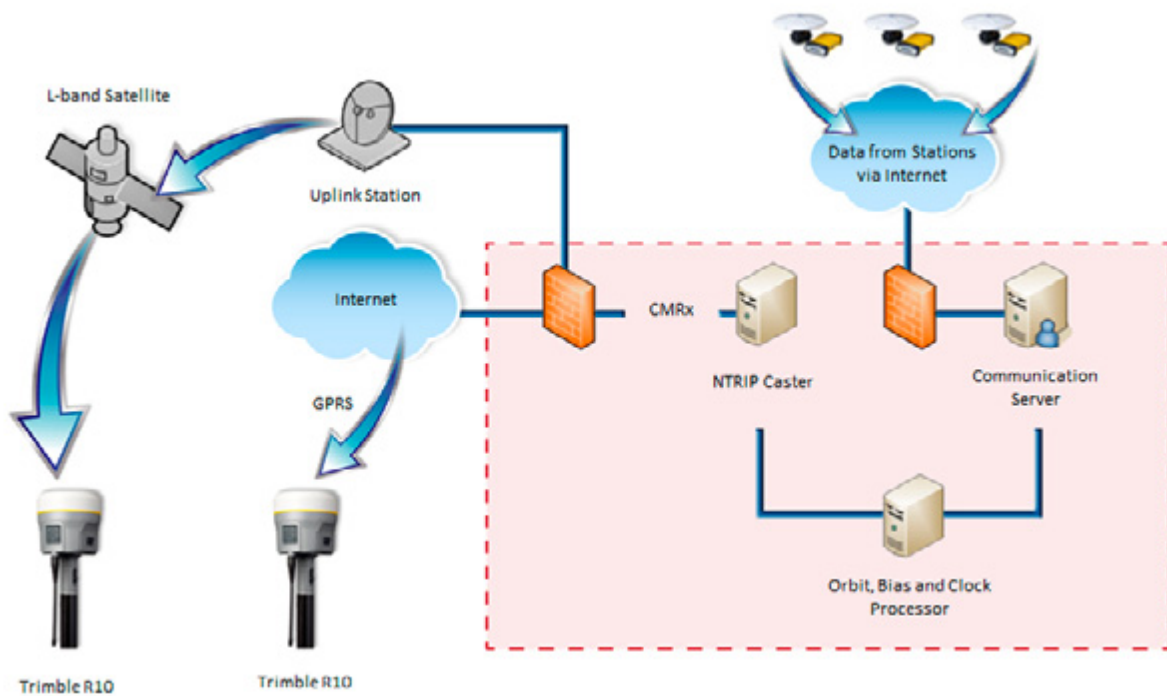 L-band Satellite
Uplink Station
Data from Stations
via Internet
Internet
CMRx
NTRIP Caster
Communication
Server
GPRS
Orbit, Bias and Clock
Processor
Trimble R10
Trimble R10